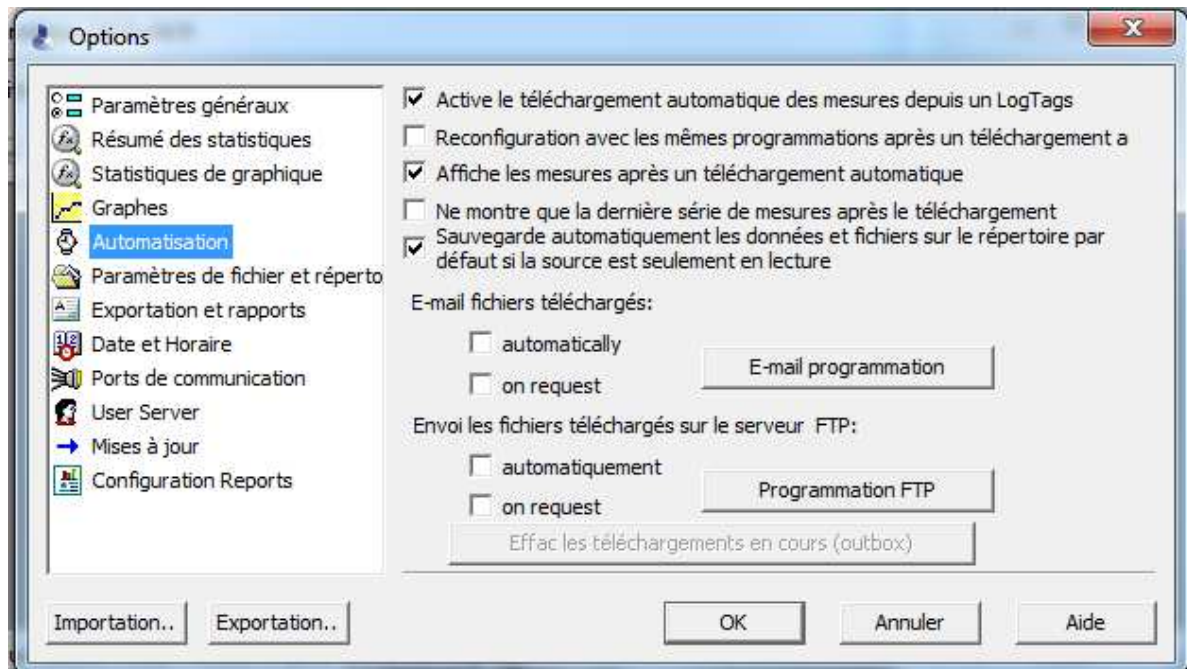 Options
Paramètres généraux
Résumé des statistiques
Statistiques de graphique
Graphes
Automatisation
Paramètres de fichier et réperto
Exportation et rapports
Date et Horaire
Ports de communication
User Server
Mises à jour
Configuration Reports
Active le téléchargement automatique des mesures depuis un LogTags
Reconfiguration avec les mêmes programmations après un téléchargement a
Affiche les mesures après un téléchargement automatique
Ne montre que la dernière série de mesures après le téléchargement
Sauvegarde automatiquement les données et fichiers sur le répertoire par
défaut si la source est seulement en lecture
E-mail fichiers téléchargés:
automatically
on request
E-mail programmation
Envoi les fichiers téléchargés sur le serveur FTP:
automatiquement
on request
Programmation FTP
Effac les téléchargements en cours (outbox)
Importation..
Exportation..
OK
Annuler
Aide